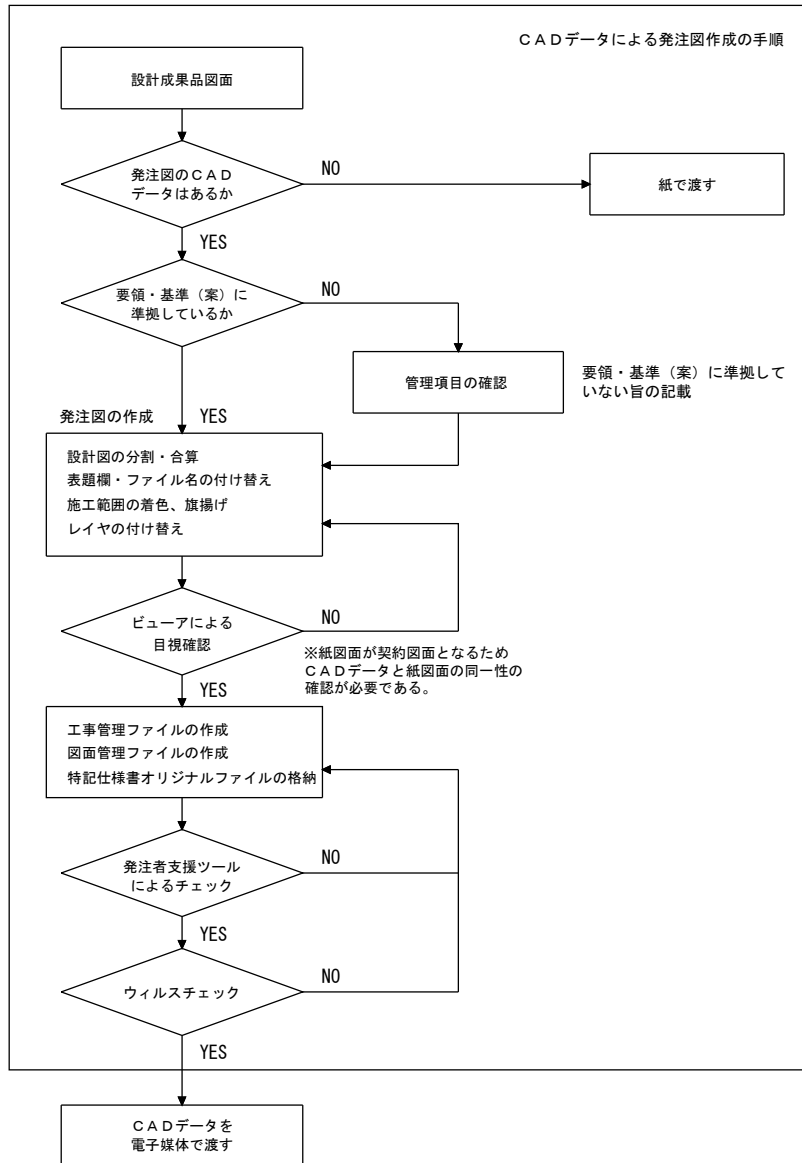 ＣＡＤデータによる発注図作成の手順
設計成果品図面
発注図のＣＡＤ
データはあるか
NO
紙で渡す
YES
要領・基準（案）に
準拠しているか
NO
管理項目の確認
要領・基準（案）に準拠して
いない旨の記載
YES
発注図の作成
設計図の分割・合算
表題欄・ファイル名の付け替え
施工範囲の着色、旗揚げ
レイヤの付け替え
ビューアによる
目視確認
NO
※紙図面が契約図面となるため
ＣＡＤデータと紙図面の同一性の
確認が必要である。
YES
工事管理ファイルの作成
図面管理ファイルの作成
特記仕様書オリジナルファイルの格納
発注者支援ツール
によるチェック
NO
YES
ウィルスチェック
NO
YES
ＣＡＤデータを
電子媒体で渡す